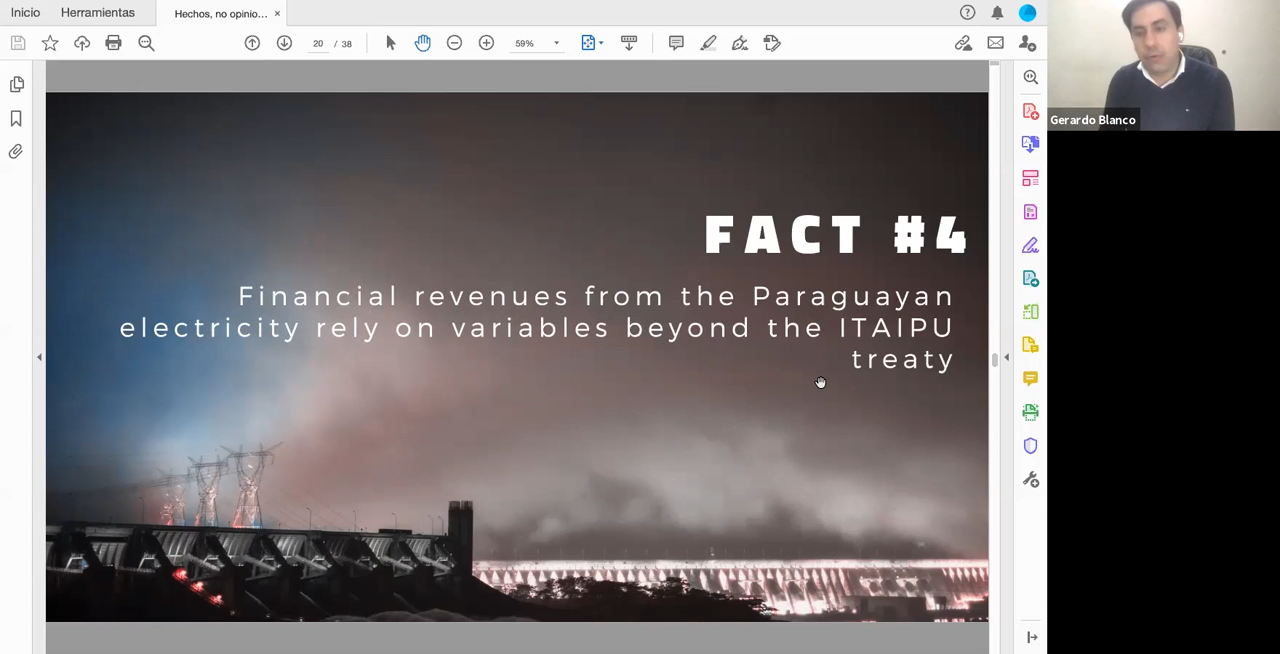 Inicio
Herramientas
Hechos, no opinio...
×
20 / 38
59%
Gerardo Blanco
FACT #4
Financial revenues from the Paraguayan
electricity rely on variables beyond the ITAIPU
treaty